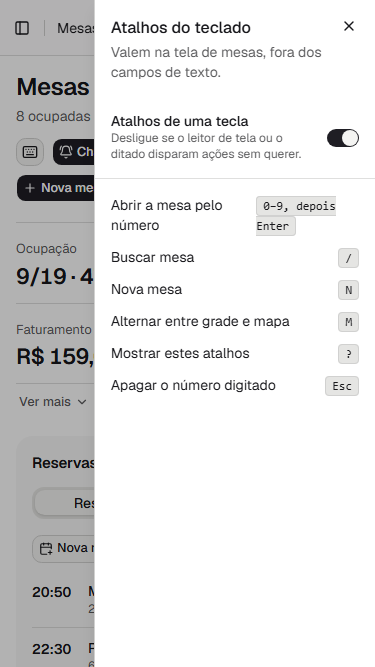 Mesas
Atalhos do teclado
Valem na tela de mesas, fora dos
campos de texto.
Atalhos de uma tecla
Desligue se o leitor de tela ou o
ditado disparam ações sem querer.
Abrir a mesa pelo
número
0–9, depois
Enter
Buscar mesa
/
Nova mesa
N
Alternar entre grade e mapa
M
Mostrar estes atalhos
?
Apagar o número digitado
Esc
Mesas
8 ocupadas
Ch
Nova me
Ocupação
9/19 · 4
Faturamento
R$ 159,
Ver mais
Reservas
Res
Nova r
20:50
22:30